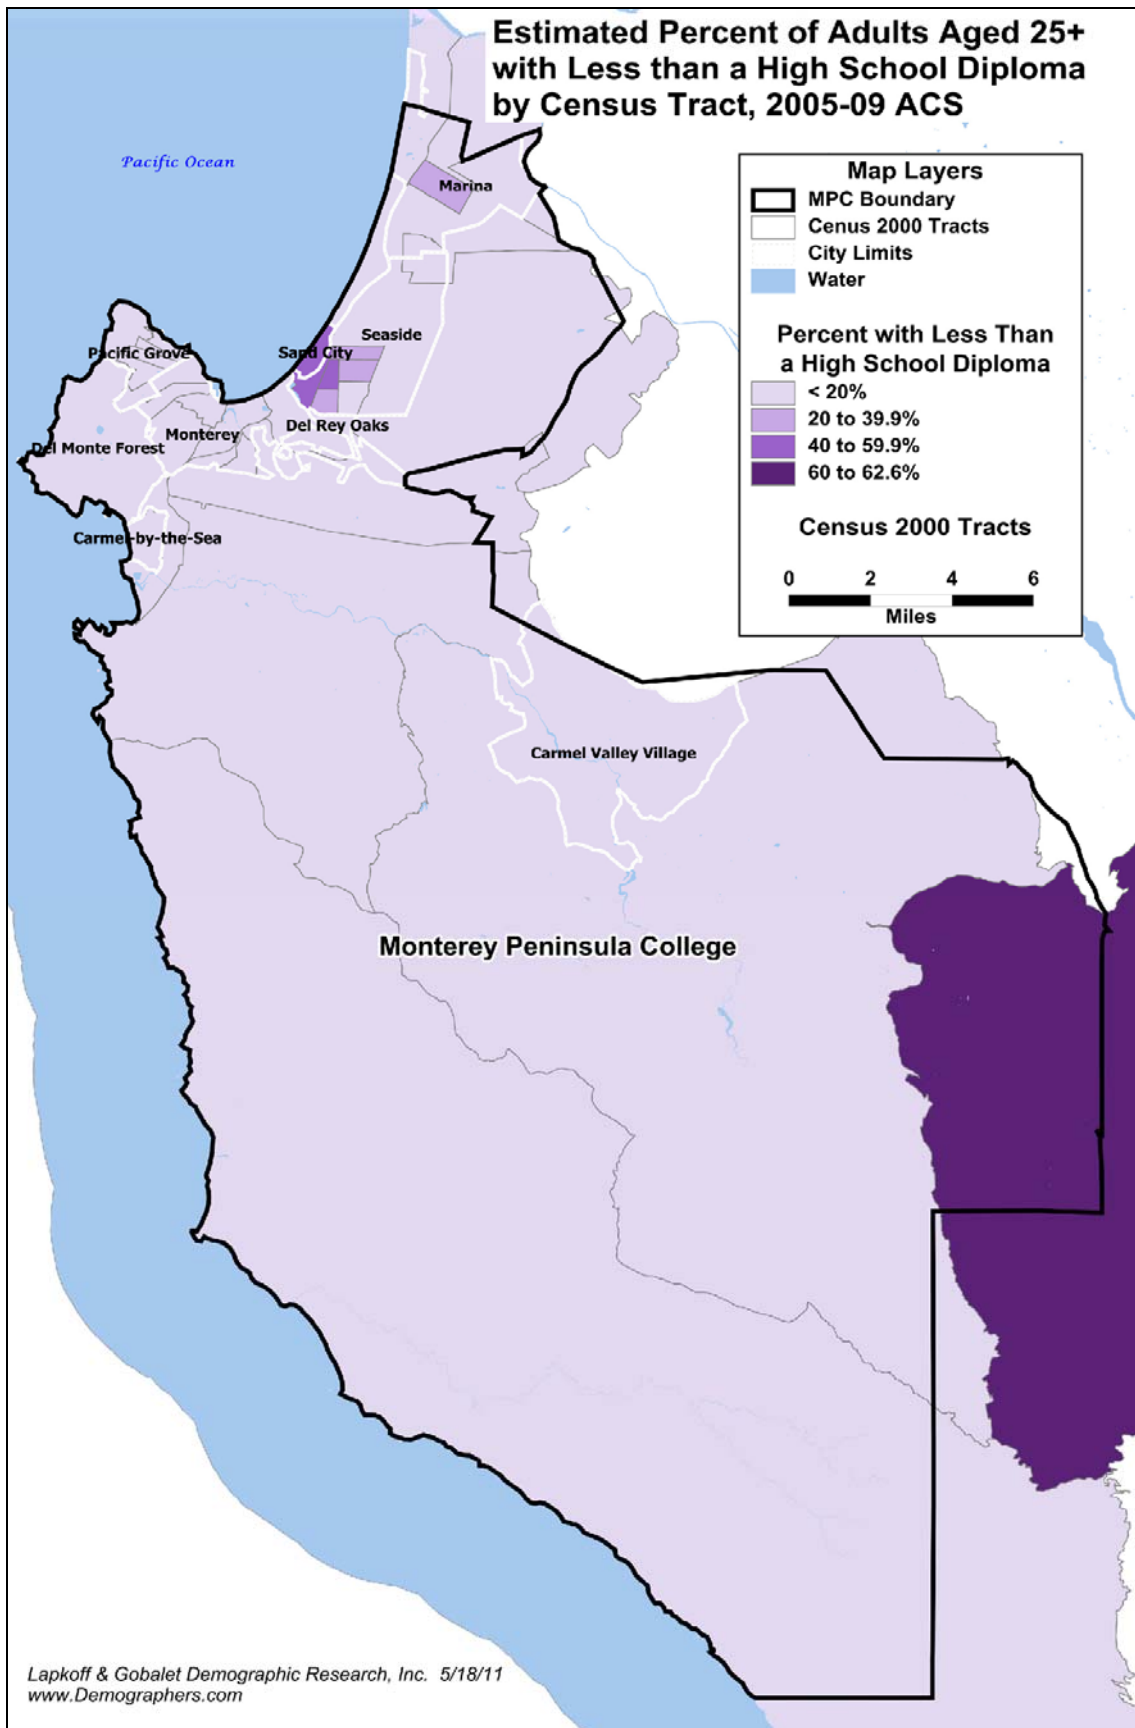 Estimated Percent of Adults Aged 25+
with Less than a High School Diploma
by Census Tract, 2005-09 ACS
Pacific Ocean
Map Layers
MPC Boundary
Cenus 2000 Tracts
City Limits
Water
Percent with Less Than
a High School Diploma
< 20%
20 to 39.9%
40 to 59.9%
60 to 62.6%
Census 2000 Tracts
0 2 4 6
Miles
Marina
Seaside
Sand City
Pacific Grove
Del Rey Oaks
Monterey
Del Monte Forest
Carmel-by-the-Sea
Carmel Valley Village
Monterey Peninsula College
Lapkoff & Gobalet Demographic Research, Inc. 5/18/11
www.Demographers.com